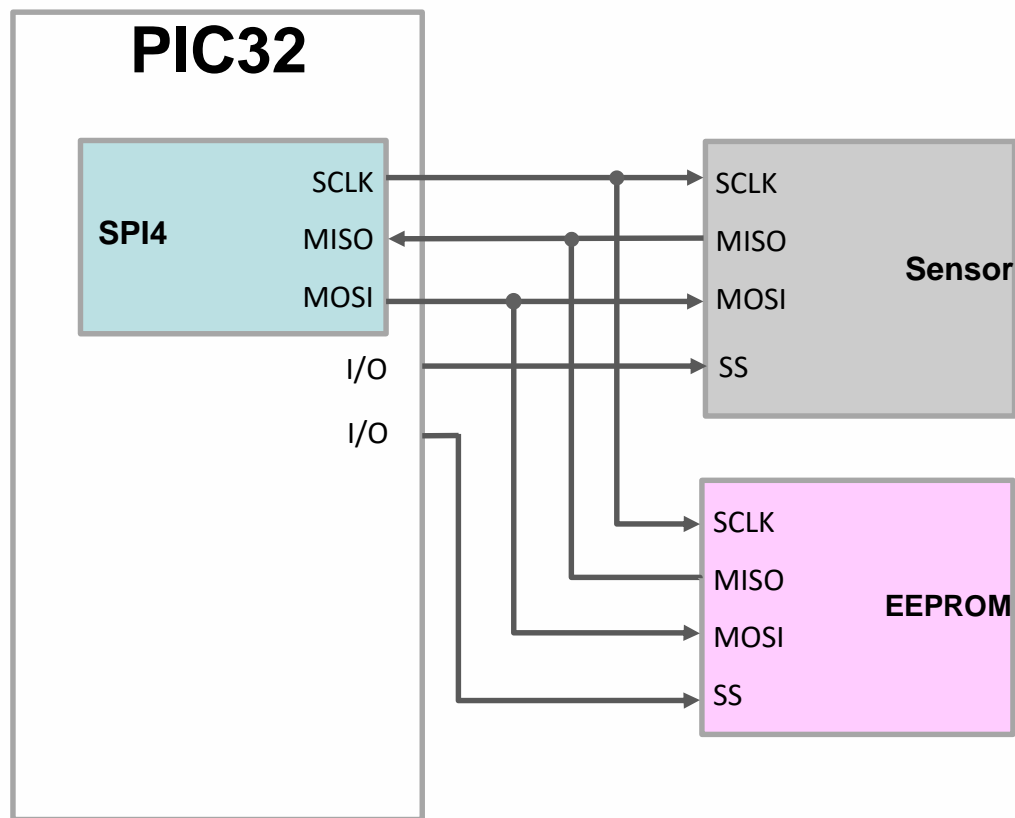 PIC32
SPI4
SCLK
MISO
MOSI
I/O
I/O
SCLK
MISO
MOSI
SS
Sensor
SCLK
MISO
MOSI
SS
EEPROM